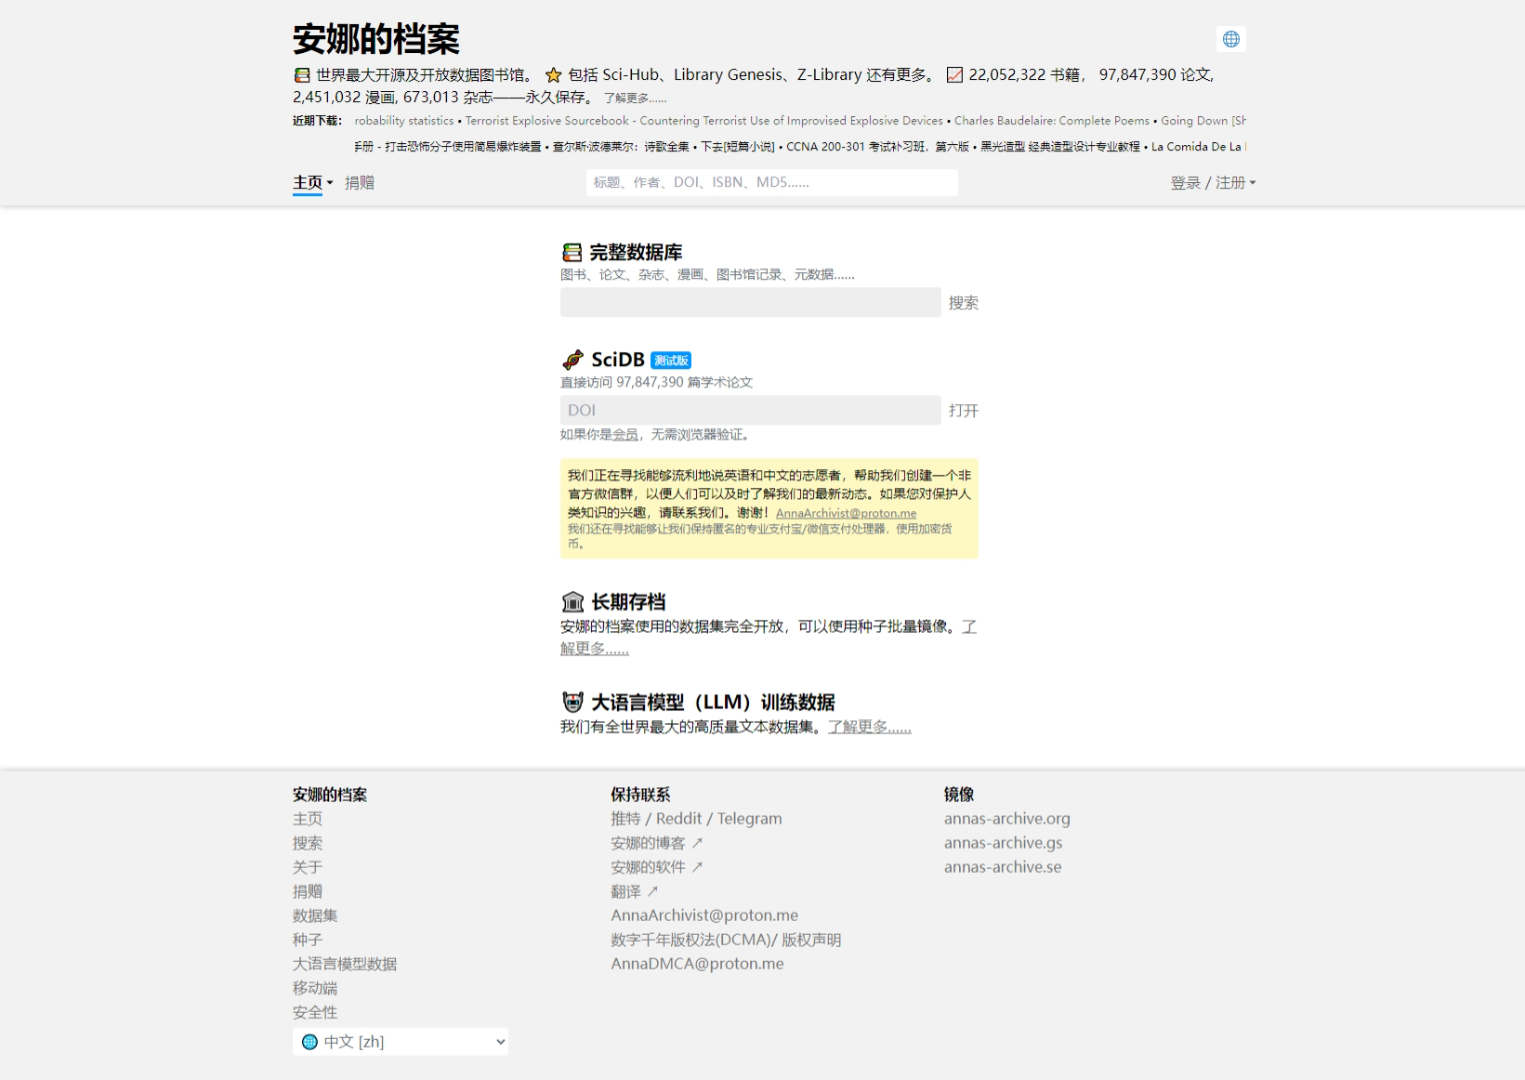 安娜的档案
世界最大开源及开放数据图书馆。 包括 Sci-Hub、Library Genesis、Z-Library 还有更多。 22,052,322 书籍， 97,847,390 论文,
2,451,032 漫画, 673,013 杂志——永久保存。 了解更多……
近期下载： robability statistics • Terrorist Explosive Sourcebook - Countering Terrorist Use of Improvised Explosive Devices • Charles Baudelaire: Complete Poems • Going Down [Sh
手册 - 打击恐怖分子使用简易爆炸装置 • 查尔斯·波德莱尔：诗歌全集 • 下去[短篇小说] • CCNA 200-301 考试补习班，第六版 • 黑光造型 经典造型设计专业教程 • La Comida De La
主页 捐赠 标题、作者、DOI、ISBN、MD5…… 登录 / 注册
完整数据库
图书、论文、杂志、漫画、图书馆记录、元数据……
搜索
SciDB 测试版
直接访问 97,847,390 篇学术论文
DOI 打开
如果你是会员，无需浏览器验证。
我们正在寻找能够流利地说英语和中文的志愿者，帮助我们创建一个非
官方微信群，以便人们可以及时了解我们的最新动态。如果您对保护人
类知识的兴趣，请联系我们。谢谢！AnnaArchivist@proton.me
我们还在寻找能够让我们保持匿名的专业支付宝/微信支付处理器，使用加密货
币。
长期存档
安娜的档案使用的数据集完全开放，可以使用种子批量镜像。了
解更多……
大语言模型（LLM）训练数据
我们有全世界最大的高质量文本数据集。了解更多……
安娜的档案
主页
搜索
关于
捐赠
数据集
种子
大语言模型数据
移动端
安全性
中文 [zh]
保持联系
推特 / Reddit / Telegram
安娜的博客 ↗
安娜的软件 ↗
翻译 ↗
AnnaArchivist@proton.me
数字千年版权法(DCMA)/ 版权声明
AnnaDMCA@proton.me
镜像
annas-archive.org
annas-archive.gs
annas-archive.se